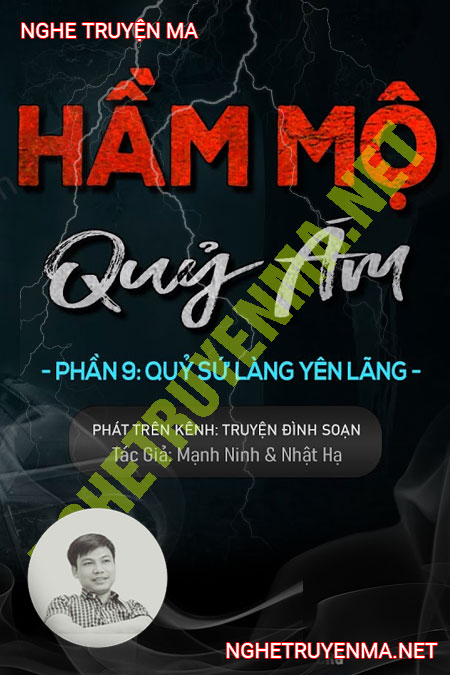 NGHE TRUYỆN MA
HẦM MỘ
Quỷ Ám
- PHẦN 9: QUỶ SỨ LÀNG YÊN LÃNG -
PHÁT TRÊN KÊNH: TRUYỆN ĐÌNH SOẠN
Tác Giả: Mạnh Ninh & Nhật Hạ
NGHETRUYENMA.NET
NGHETRUYENMA.NET